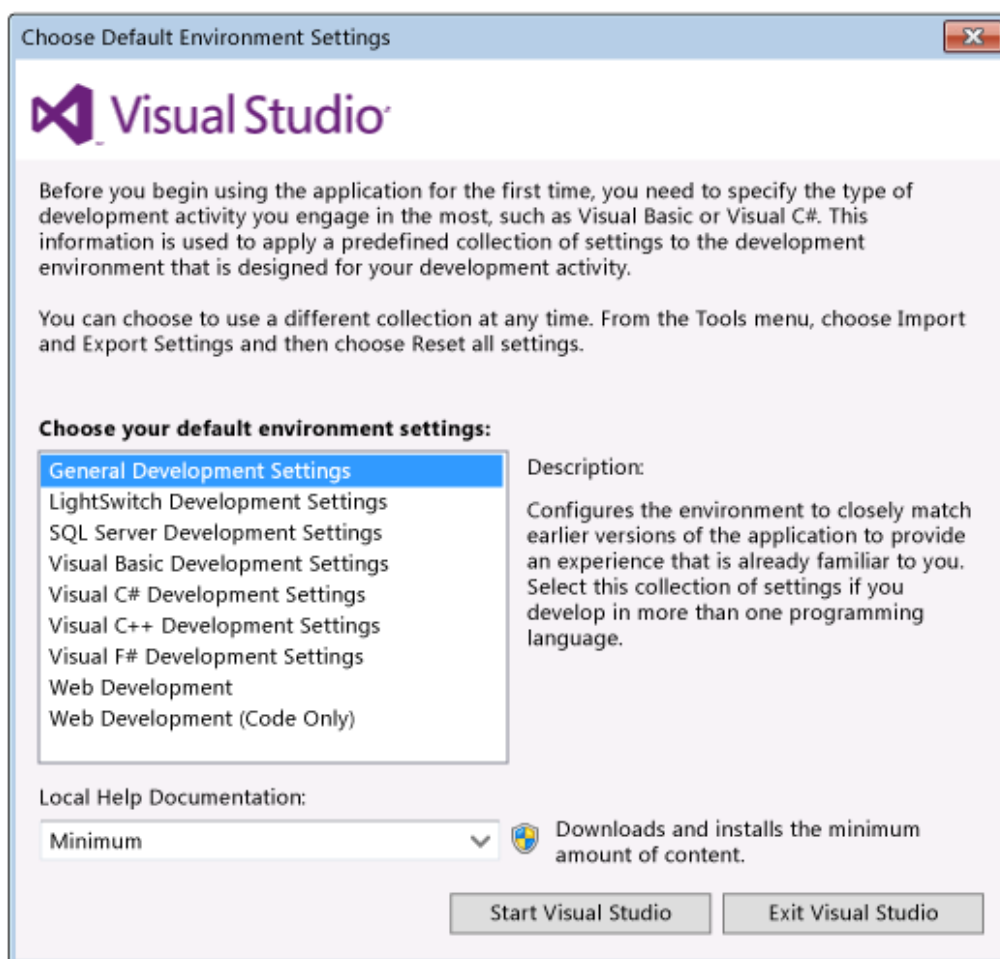 Choose Default Environment Settings
Visual Studio
Before you begin using the application for the first time, you need to specify the type of
development activity you engage in the most, such as Visual Basic or Visual C#. This
information is used to apply a predefined collection of settings to the development
environment that is designed for your development activity.
You can choose to use a different collection at any time. From the Tools menu, choose Import
and Export Settings and then choose Reset all settings.
Choose your default environment settings:
General Development Settings
LightSwitch Development Settings
SQL Server Development Settings
Visual Basic Development Settings
Visual C# Development Settings
Visual C++ Development Settings
Visual F# Development Settings
Web Development
Web Development (Code Only)
Description:
Configures the environment to closely match
earlier versions of the application to provide
an experience that is already familiar to you.
Select this collection of settings if you
develop in more than one programming
language.
Local Help Documentation:
Minimum
Downloads and installs the minimum
amount of content.
Start Visual Studio
Exit Visual Studio